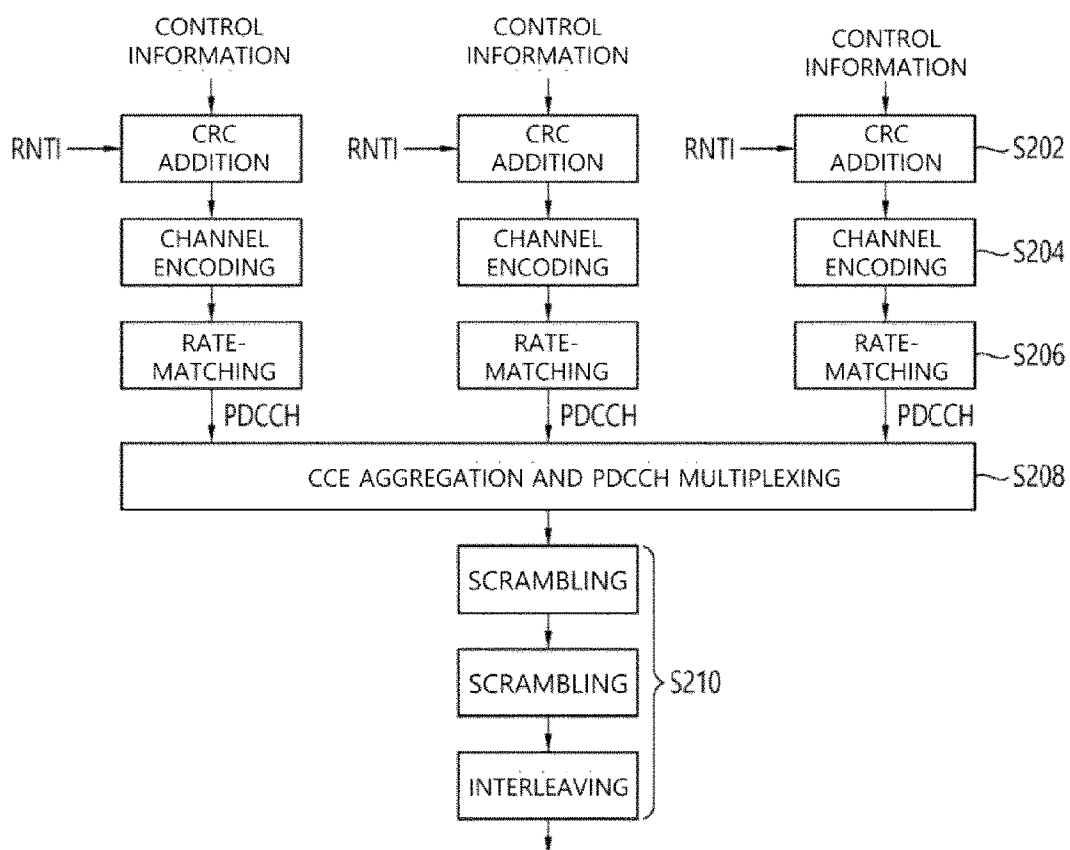 CONTROL
INFORMATION
CONTROL
INFORMATION
CONTROL
INFORMATION
RNTI
CRC
ADDITION
RNTI
CRC
ADDITION
RNTI
CRC
ADDITION
S202
CHANNEL
ENCODING
CHANNEL
ENCODING
CHANNEL
ENCODING
S204
RATE-
MATCHING
RATE-
MATCHING
RATE-
MATCHING
S206
PDCCH
PDCCH
PDCCH
CCE AGGREGATION AND PDCCH MULTIPLEXING
S208
SCRAMBLING
SCRAMBLING
S210
INTERLEAVING